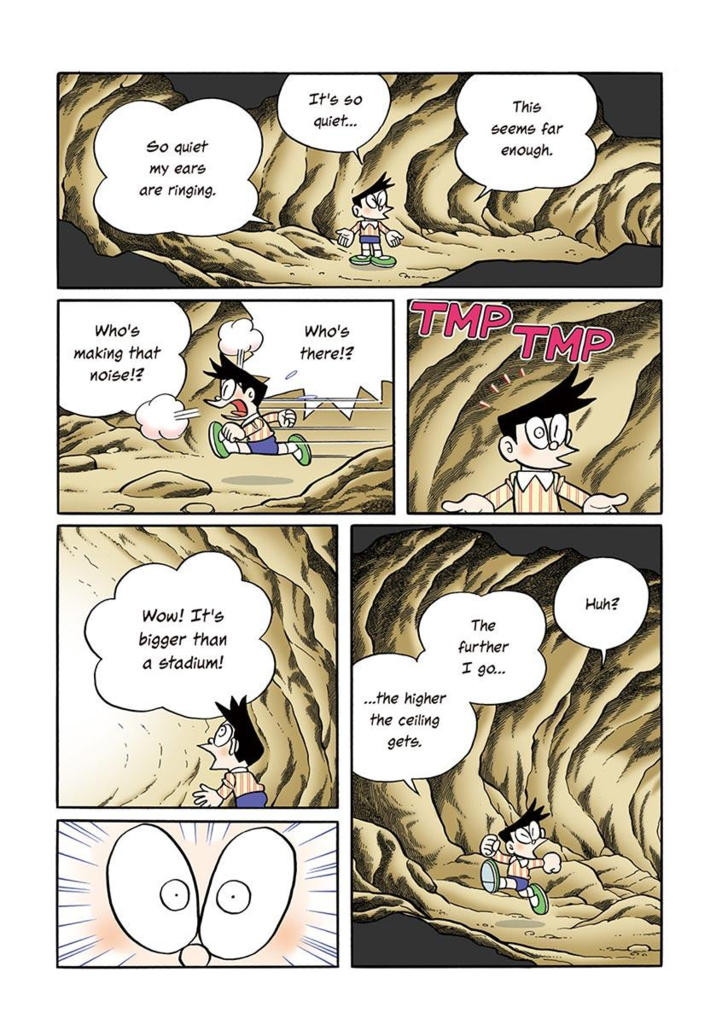 This
seems far
enough.
It's so
quiet...
So quiet
my ears
are ringing.
TMP TMP
Who's
there!?
Who's
making that
noise!?
Huh?
The
further
I go...
...the higher
the ceiling
gets.
Wow! It's
bigger than
a stadium!